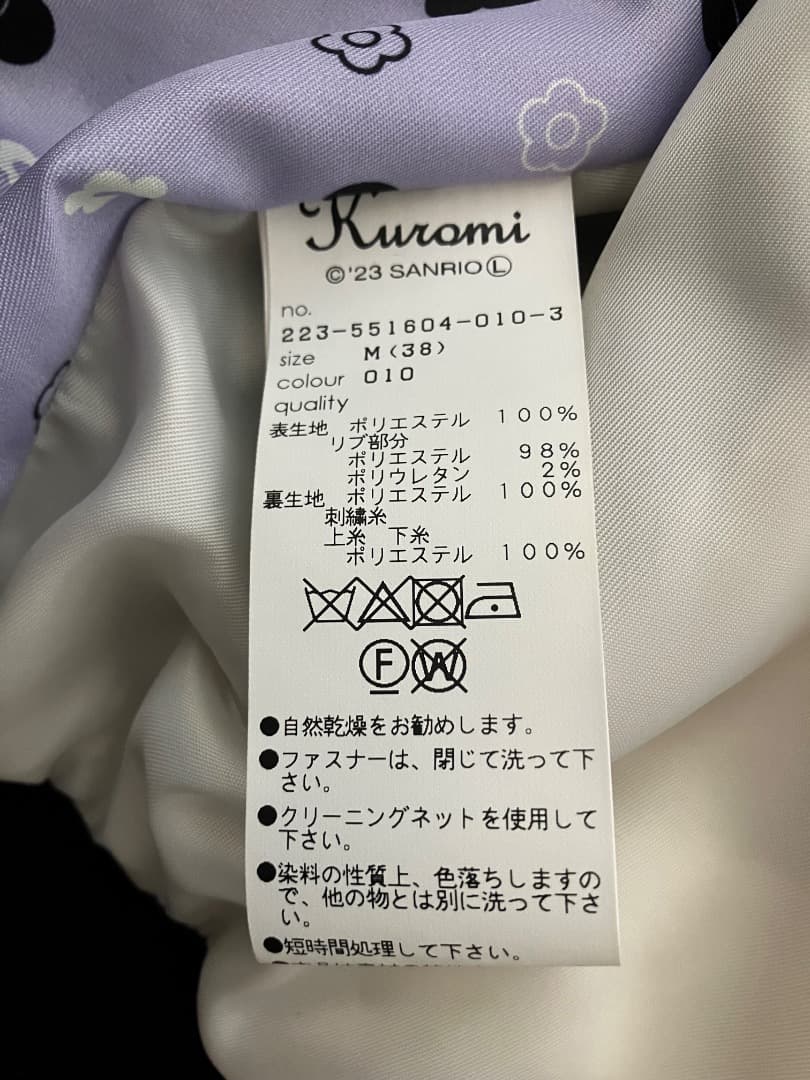 Kuromi
©'23 SANRIO Ⓛ
no.
223-551604-010-3
size M(38)
colour 010
quality
表生地 ポリエステル 100%
リブ部分
ポリエステル 98%
ポリウレタン 2%
裏生地 ポリエステル 100%
刺繍糸
上糸 下糸
ポリエステル 100%
F W
●自然乾燥をお勧めします。
●ファスナーは、閉じて洗って下
さい。
●クリーニングネットを使用して
下さい。
●染料の性質上、色落ちしますの
で、他の物とは別に洗って下さ
い。
●短時間処理して下さい。